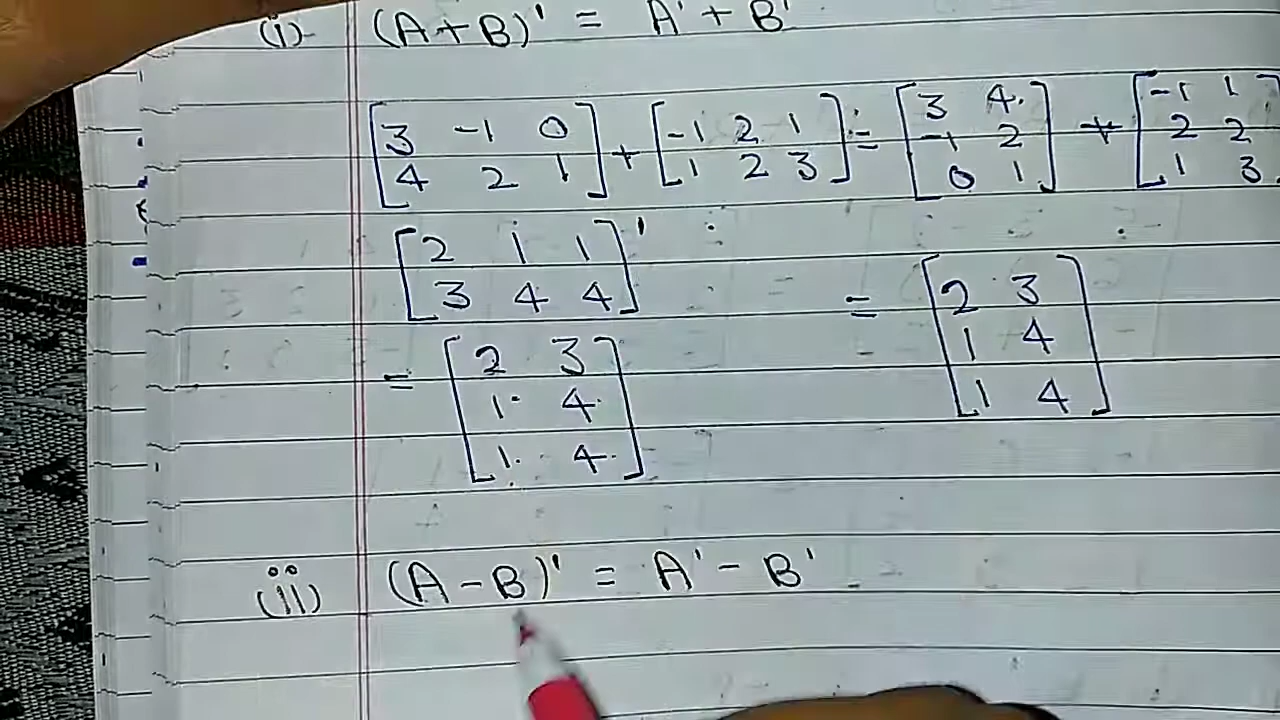 (i) (A+B)' = A' + B'
[3 -1 0] + [-1 2 1]' = [3 4] + [-1 1]
[4 2 1] [1 2 3] [-1 2] [2 2]
[0 1] [1 3]
[2 1 1]'
[3 4 4]
= [2 3]
[1 4]
[1 4]
= [2 3]
[1 4]
[1 4]
(ii) (A-B)' = A' - B'